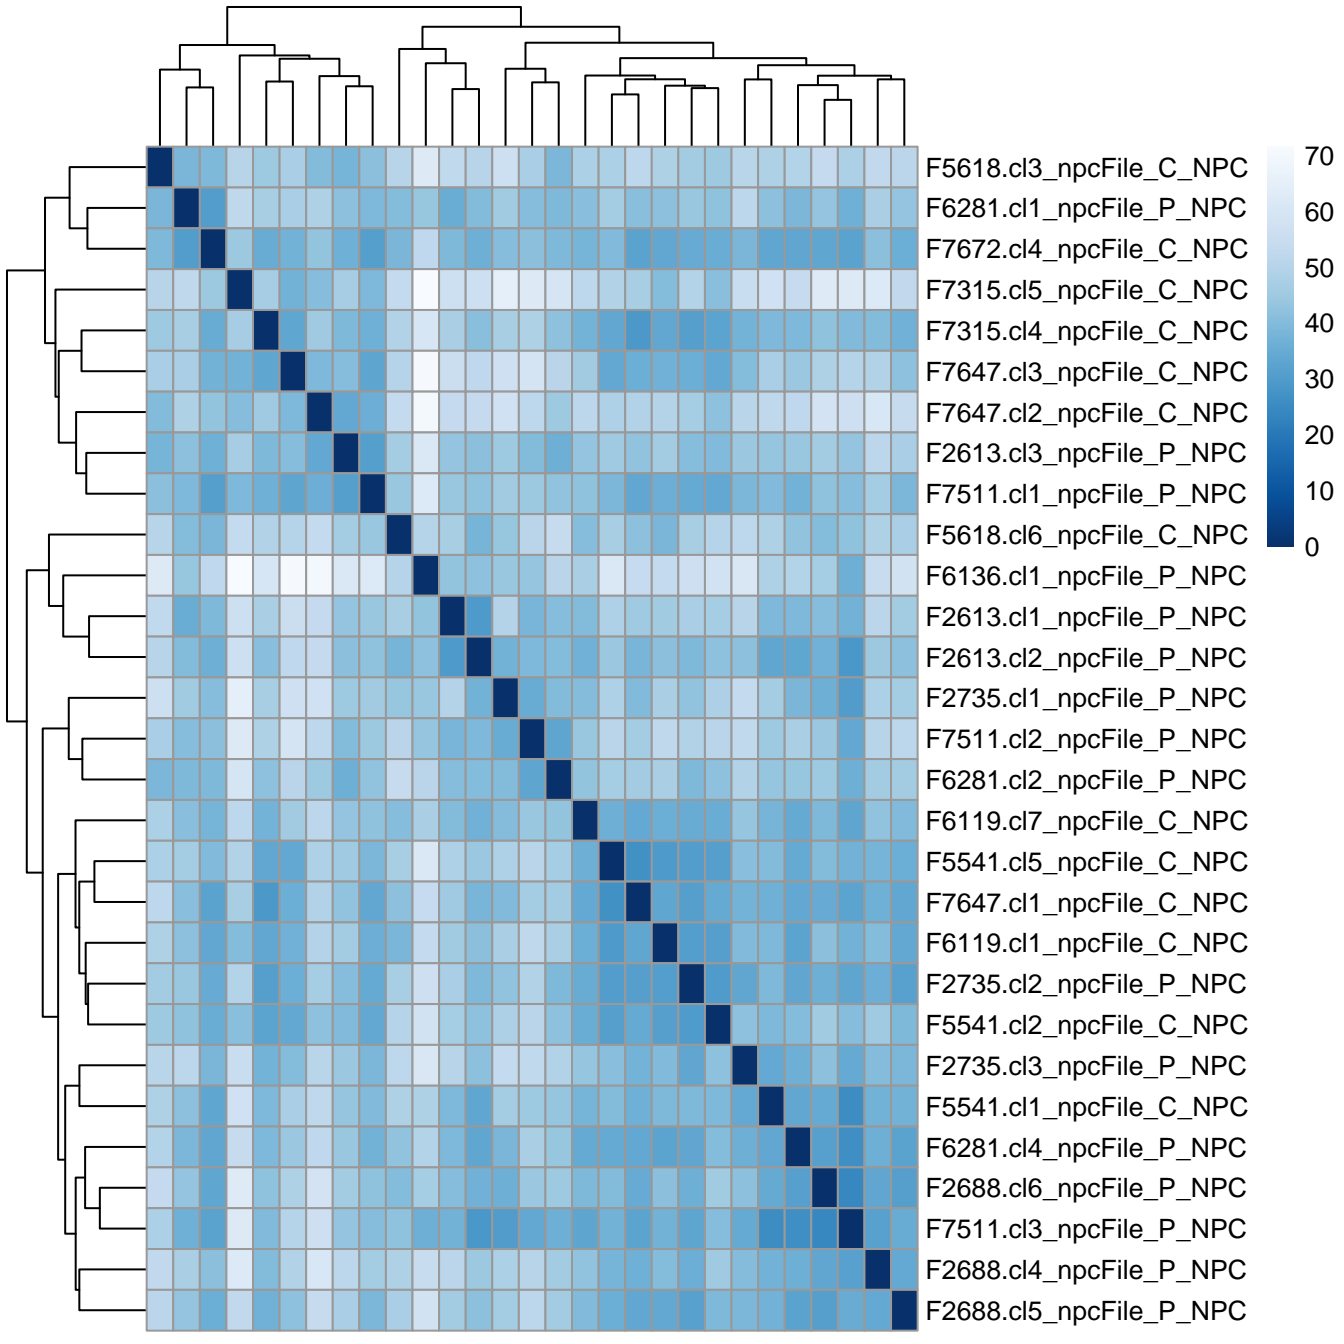 F5618.cl3_npcFile_C_NPC
F6281.cl1_npcFile_P_NPC
F7672.cl4_npcFile_C_NPC
F7315.cl5_npcFile_C_NPC
F7315.cl4_npcFile_C_NPC
F7647.cl3_npcFile_C_NPC
F7647.cl2_npcFile_C_NPC
F2613.cl3_npcFile_P_NPC
F7511.cl1_npcFile_P_NPC
F5618.cl6_npcFile_C_NPC
F6136.cl1_npcFile_P_NPC
F2613.cl1_npcFile_P_NPC
F2613.cl2_npcFile_P_NPC
F2735.cl1_npcFile_P_NPC
F7511.cl2_npcFile_P_NPC
F6281.cl2_npcFile_P_NPC
F6119.cl7_npcFile_C_NPC
F5541.cl5_npcFile_C_NPC
F7647.cl1_npcFile_C_NPC
F6119.cl1_npcFile_C_NPC
F2735.cl2_npcFile_P_NPC
F5541.cl2_npcFile_C_NPC
F2735.cl3_npcFile_P_NPC
F5541.cl1_npcFile_C_NPC
F6281.cl4_npcFile_P_NPC
F2688.cl6_npcFile_P_NPC
F7511.cl3_npcFile_P_NPC
F2688.cl4_npcFile_P_NPC
F2688.cl5_npcFile_P_NPC
70
60
50
40
30
20
10
0